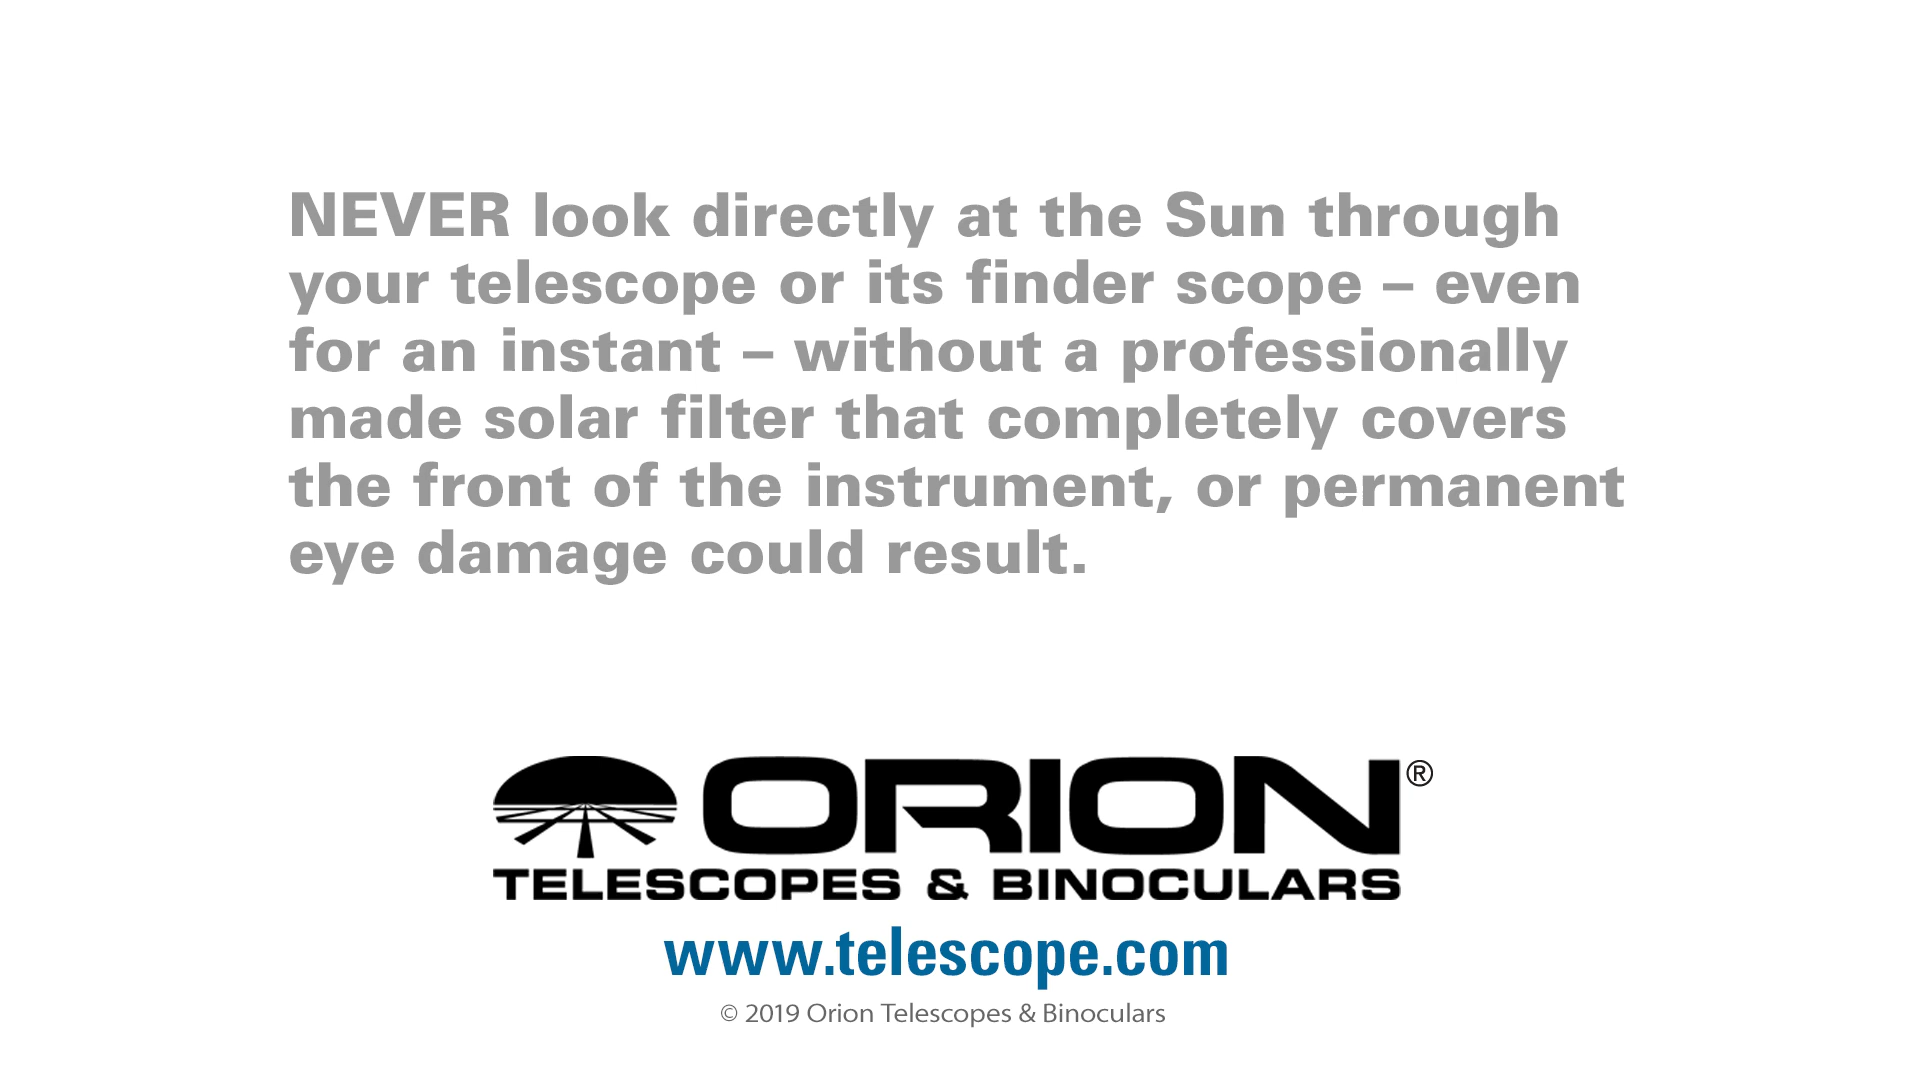 NEVER look directly at the Sun through
your telescope or its finder scope – even
for an instant – without a professionally
made solar filter that completely covers
the front of the instrument, or permanent
eye damage could result.
ORION®
TELESCOPES & BINOCULARS
www.telescope.com
© 2019 Orion Telescopes & Binoculars